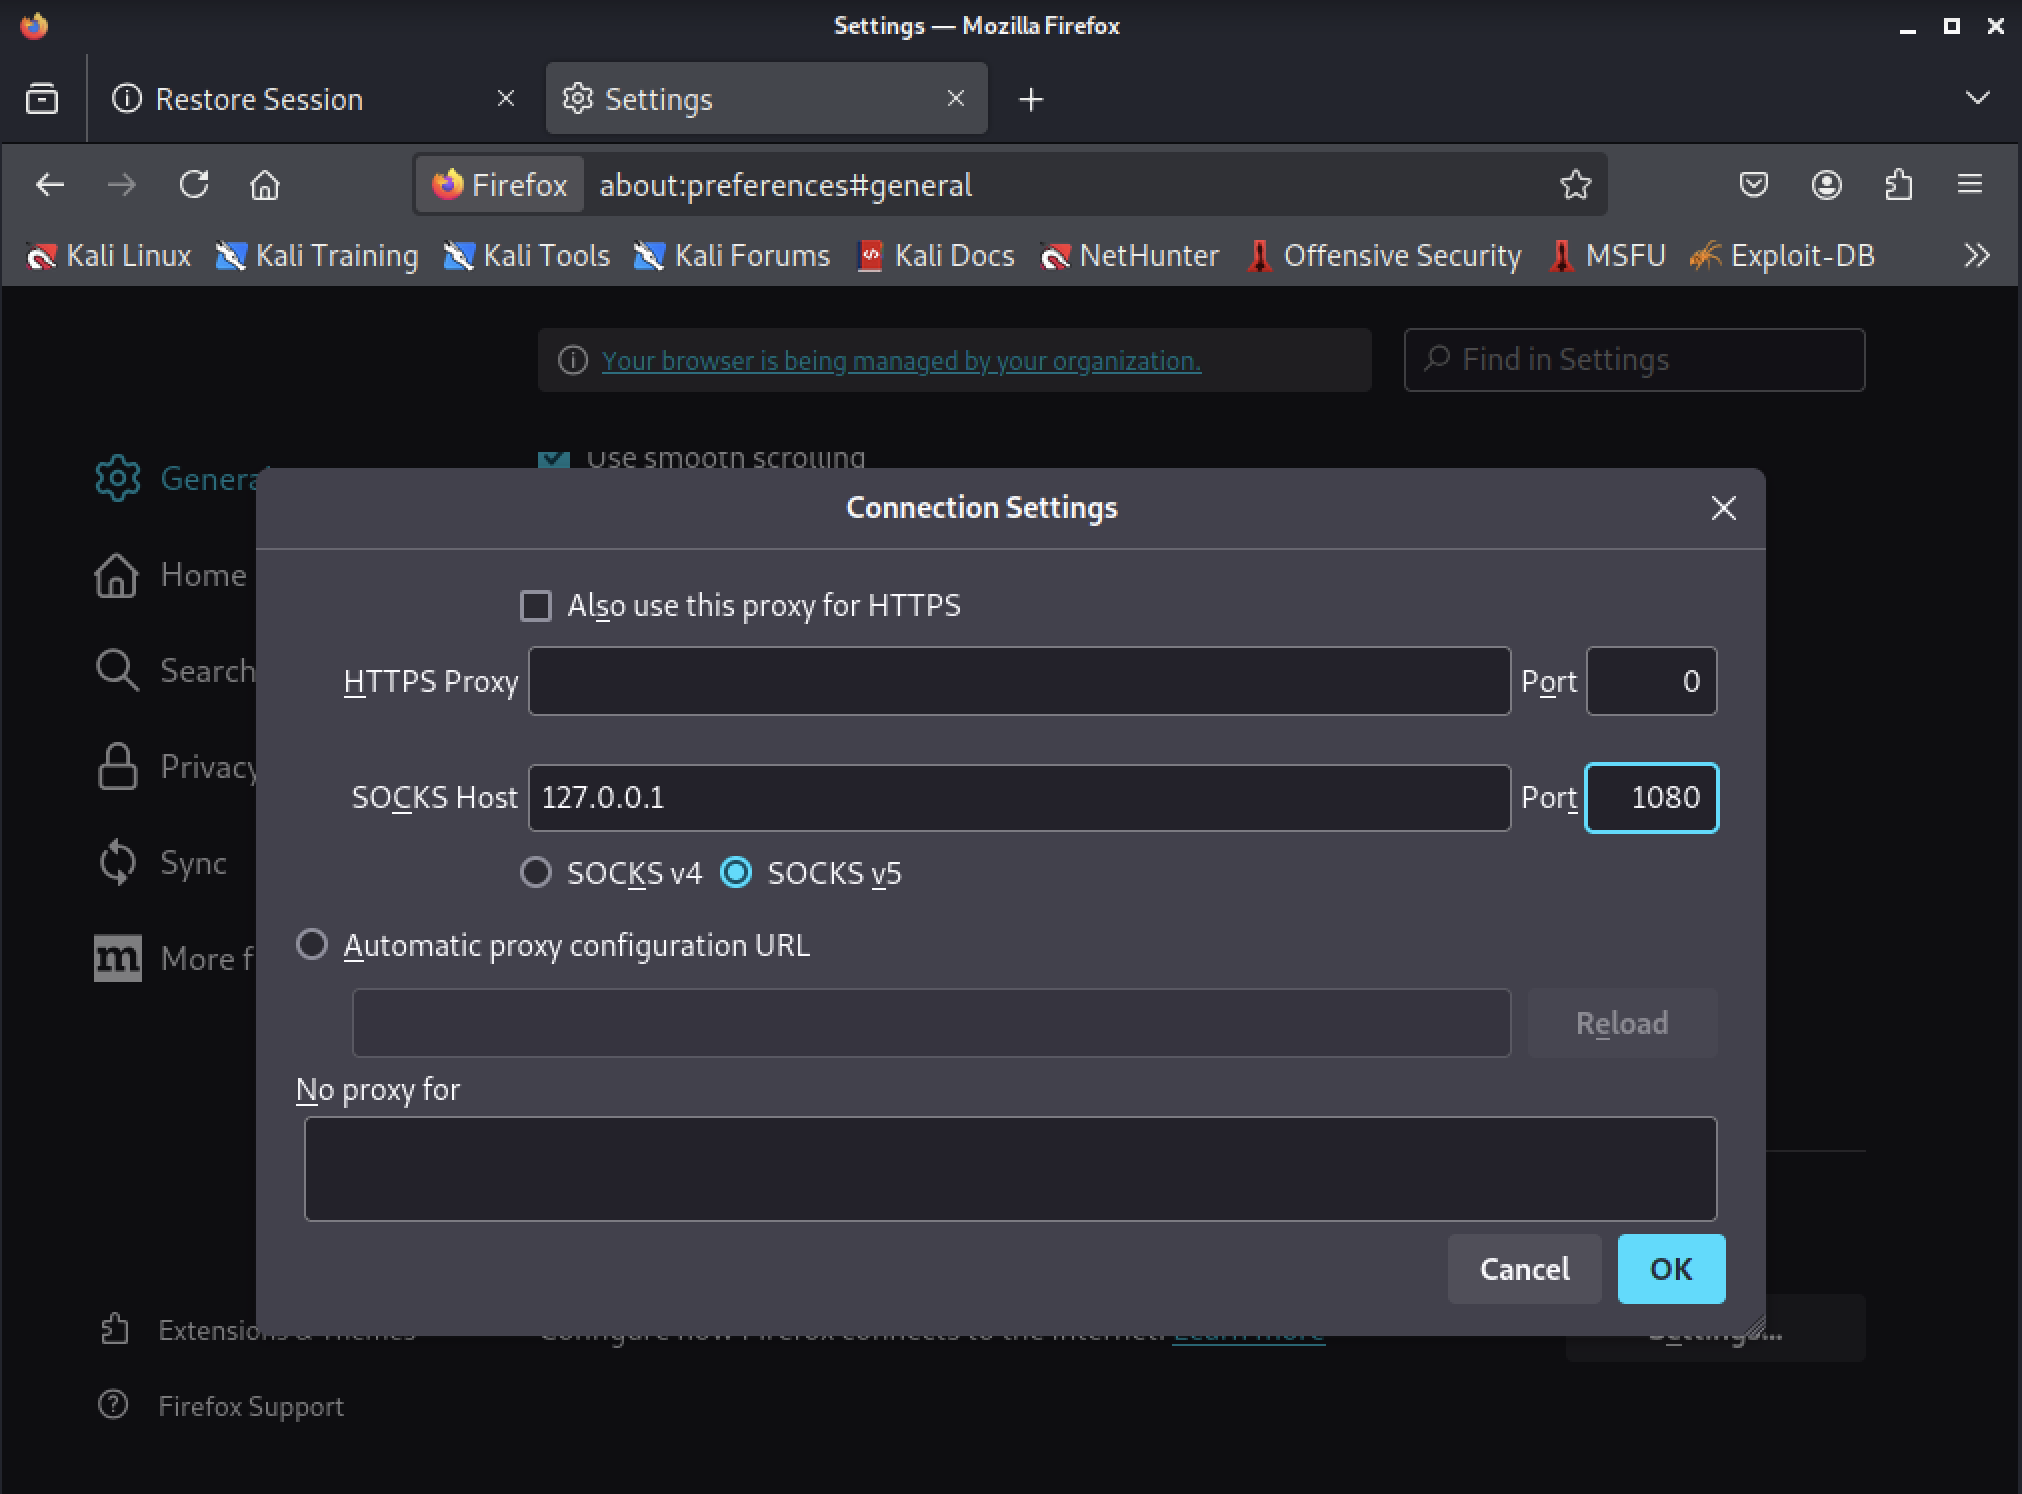 Settings — Mozilla Firefox
Restore Session
Settings
Firefox about:preferences#general
Kali Linux Kali Training Kali Tools Kali Forums Kali Docs NetHunter Offensive Security MSFU Exploit-DB
Your browser is being managed by your organization.
Find in Settings
Use smooth scrolling
General
Home
Search
Privacy
Sync
More f
Connection Settings
Also use this proxy for HTTPS
HTTPS Proxy Port 0
SOCKS Host 127.0.0.1 Port 1080
SOCKS v4 SOCKS v5
Automatic proxy configuration URL
Reload
No proxy for
Cancel OK
Extensions & Themes
Configure how Firefox connects to the internet. Learn more
Settings...
Firefox Support